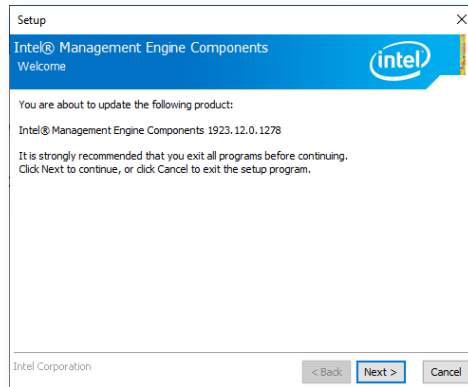 Setup
Intel® Management Engine Components
Welcome
intel
You are about to update the following product:
Intel® Management Engine Components 1923.12.0.1278
It is strongly recommended that you exit all programs before continuing.
Click Next to continue, or click Cancel to exit the setup program.
Intel Corporation
< Back Next > Cancel